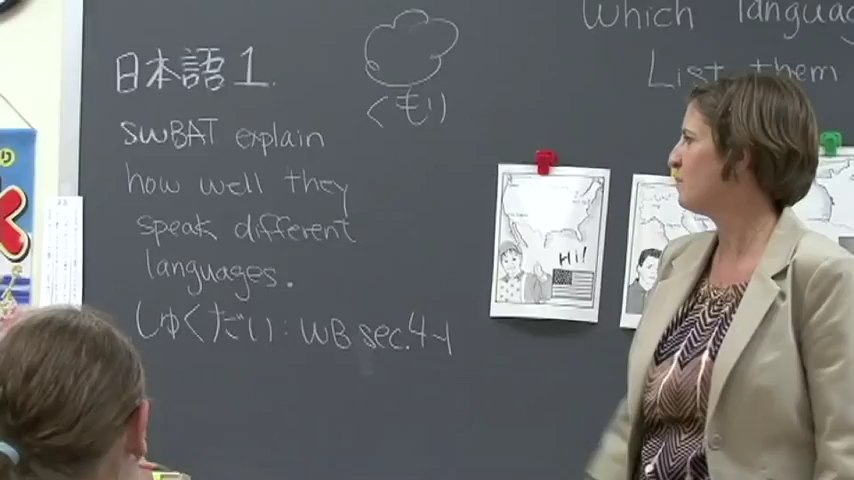 日本語1.
SWBAT explain
how well they
speak different
languages.
しゅくだい: WB sec. 4-1
くもり
Which languag
List them
HI!